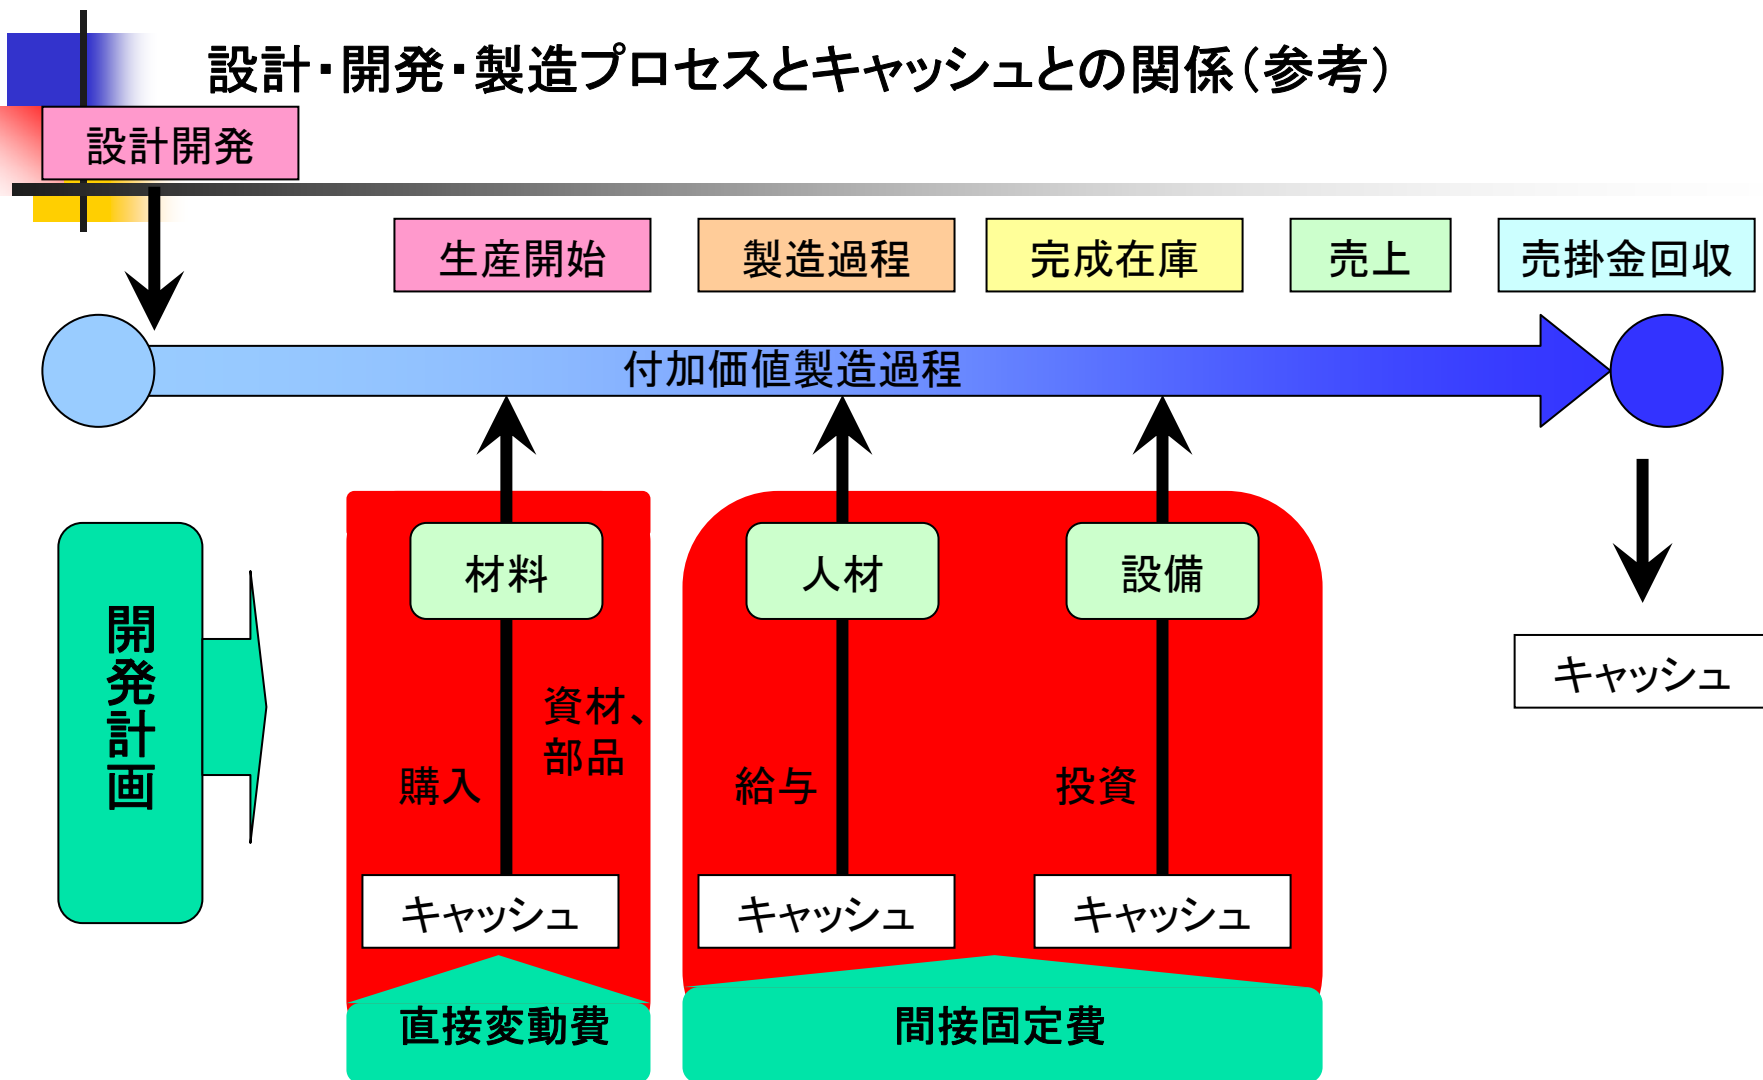 設計・開発・製造プロセスとキャッシュとの関係（参考）
設計開発
生産開始
製造過程
完成在庫
売上
売掛金回収
付加価値製造過程
開発計画
材料
人材
設備
資材、
部品
購入
給与
投資
キャッシュ
キャッシュ
キャッシュ
キャッシュ
直接変動費
間接固定費